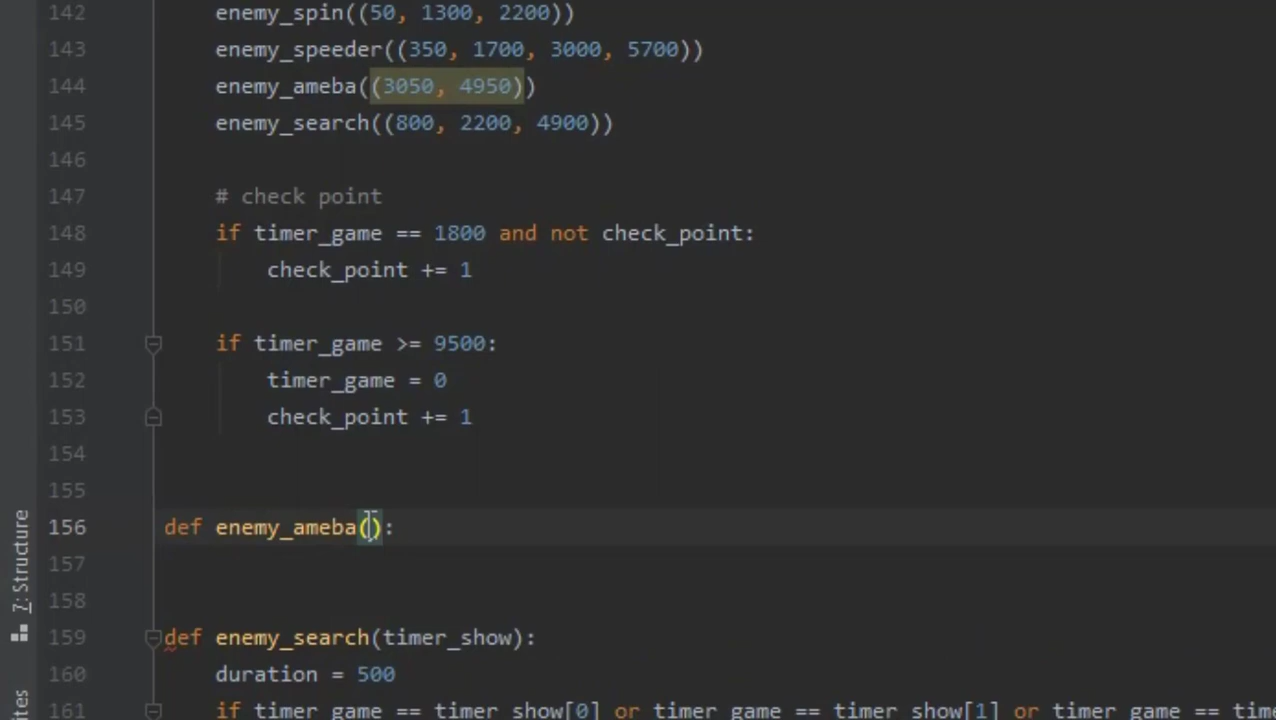 142 enemy_spin((50, 1300, 2200))
143 enemy_speeder((350, 1700, 3000, 5700))
144 enemy_ameba((3050, 4950))
145 enemy_search((800, 2200, 4900))
146
147 # check point
148 if timer_game == 1800 and not check_point:
149 check_point += 1
150
151 if timer_game >= 9500:
152 timer_game = 0
153 check_point += 1
154
155
156 def enemy_ameba():
157
158
159 def enemy_search(timer_show):
160 duration = 500
161 if timer_game == timer_show[0] or timer_game == timer_show[1] or timer_game == time
7: Structure